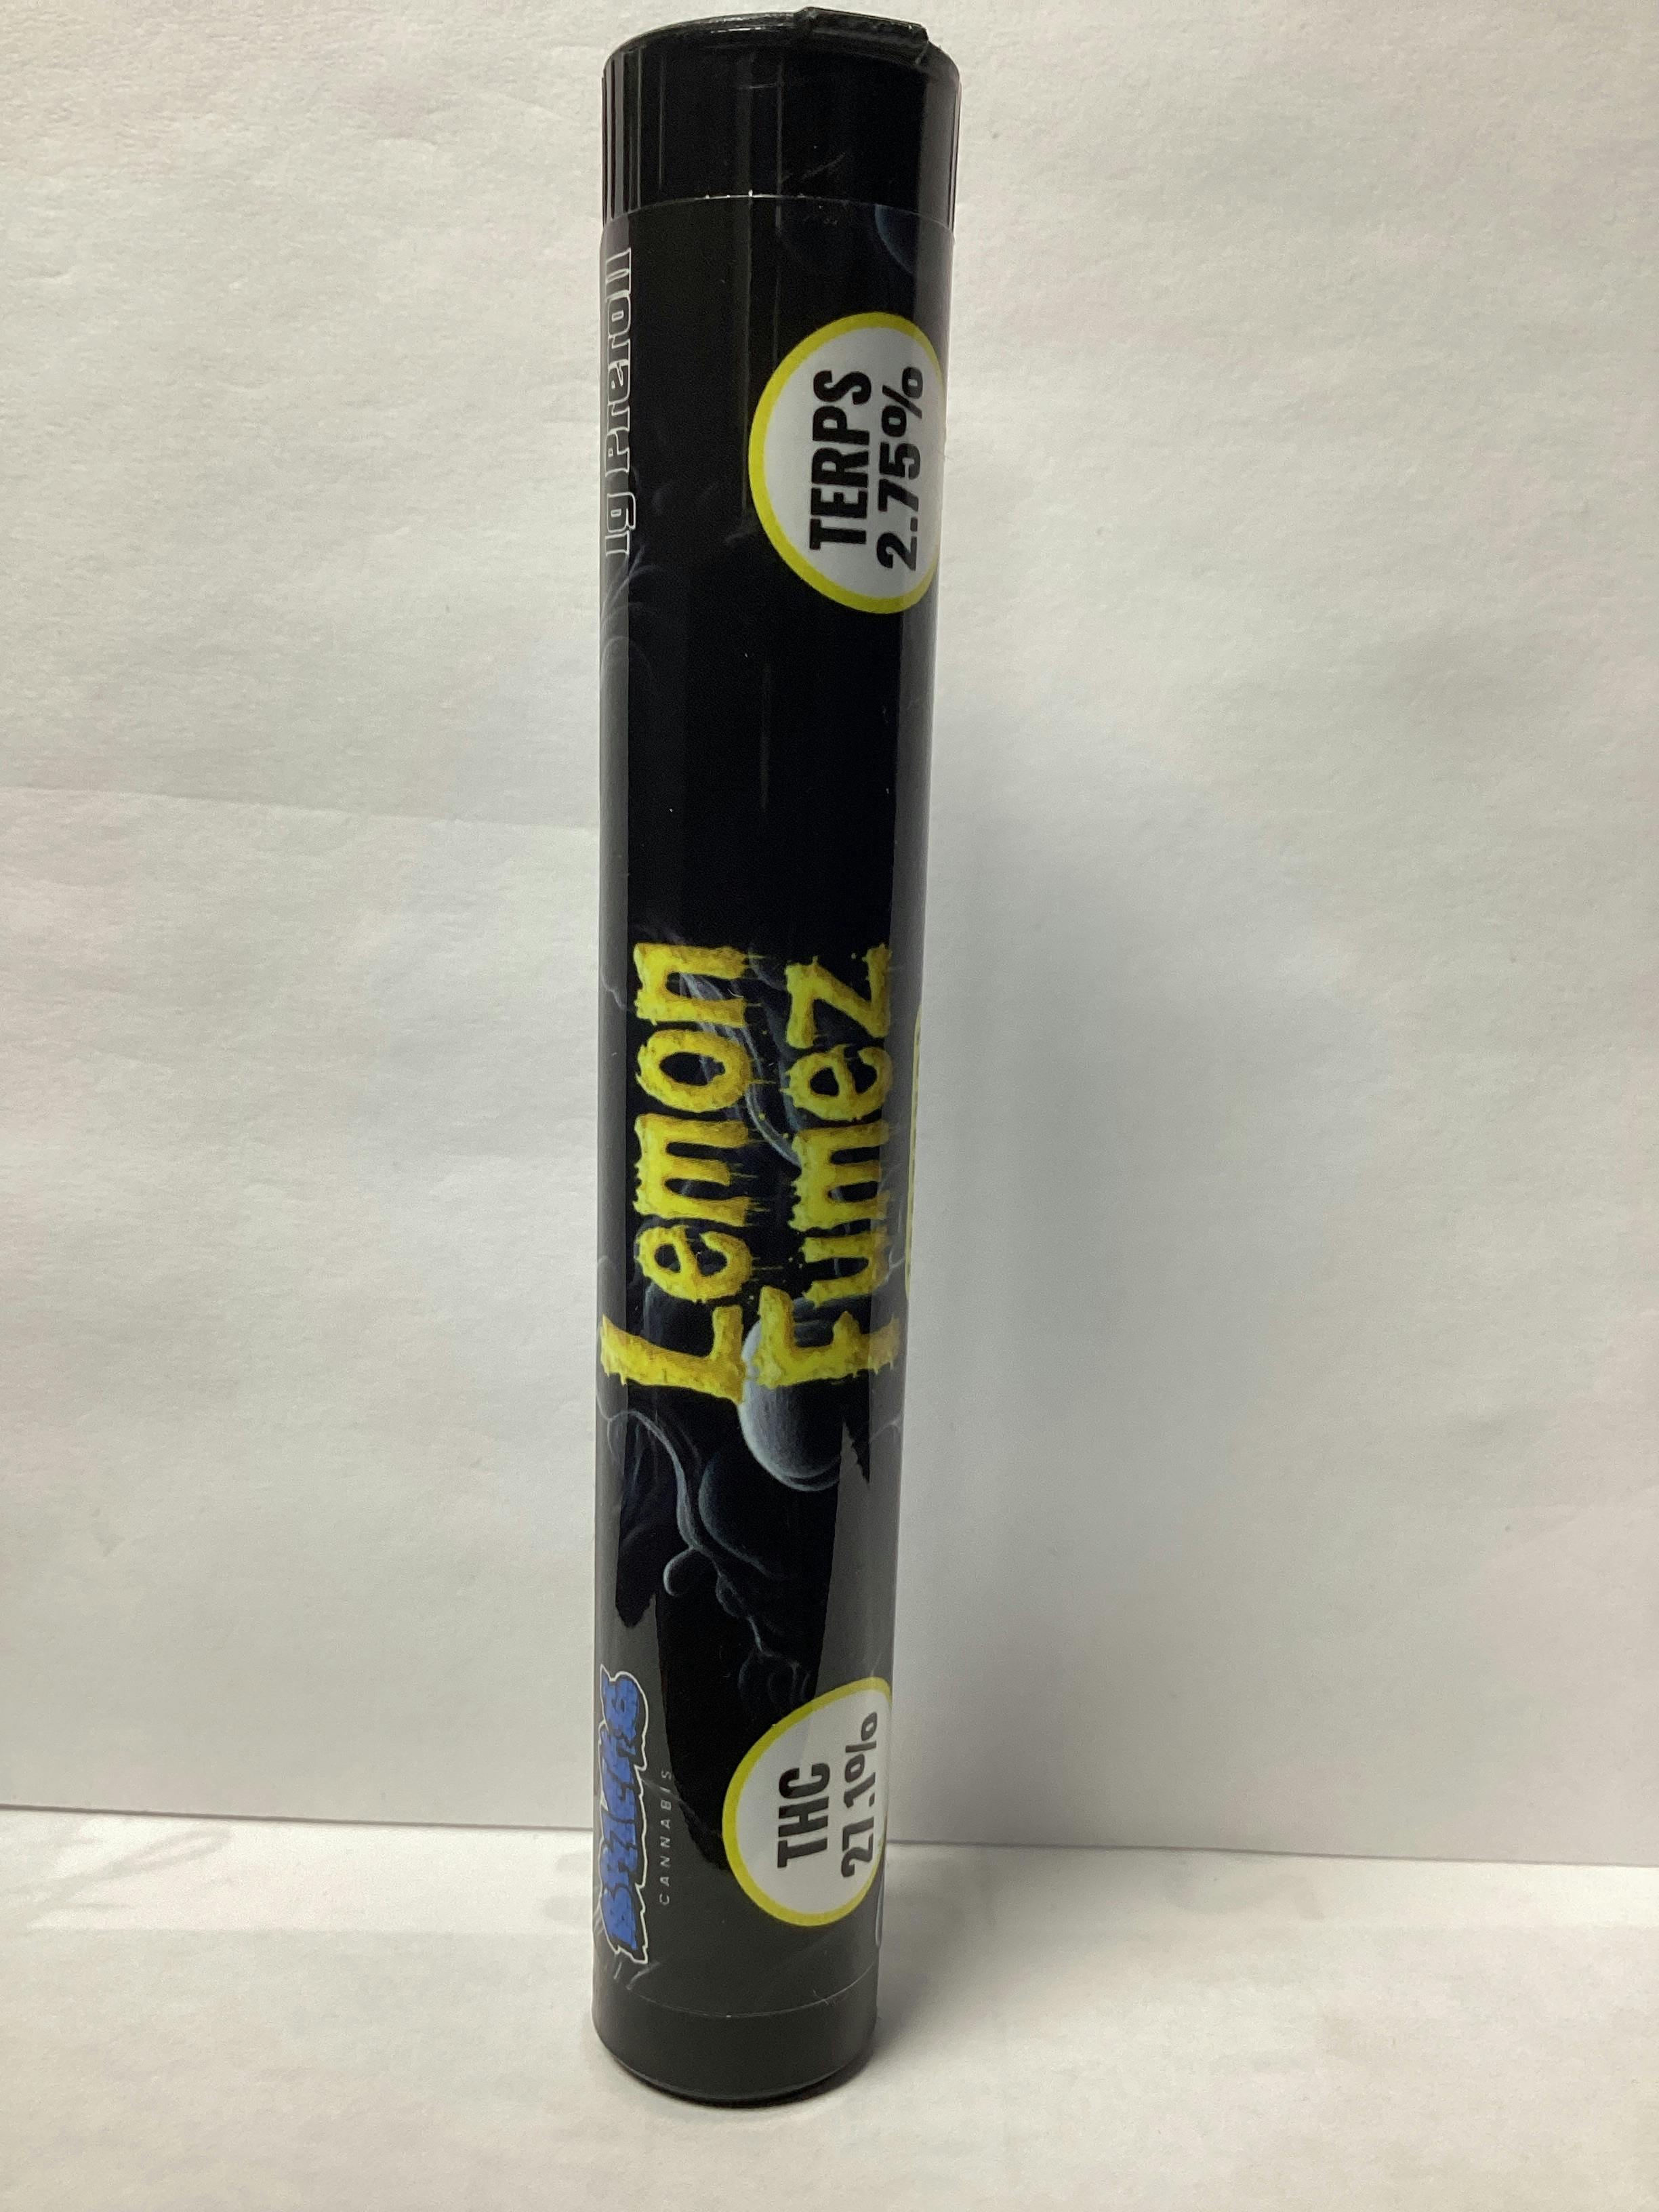 1g Preroll
TERPS
2.75%
Lemon
Fumez
CANNABIS
THC
27.1%